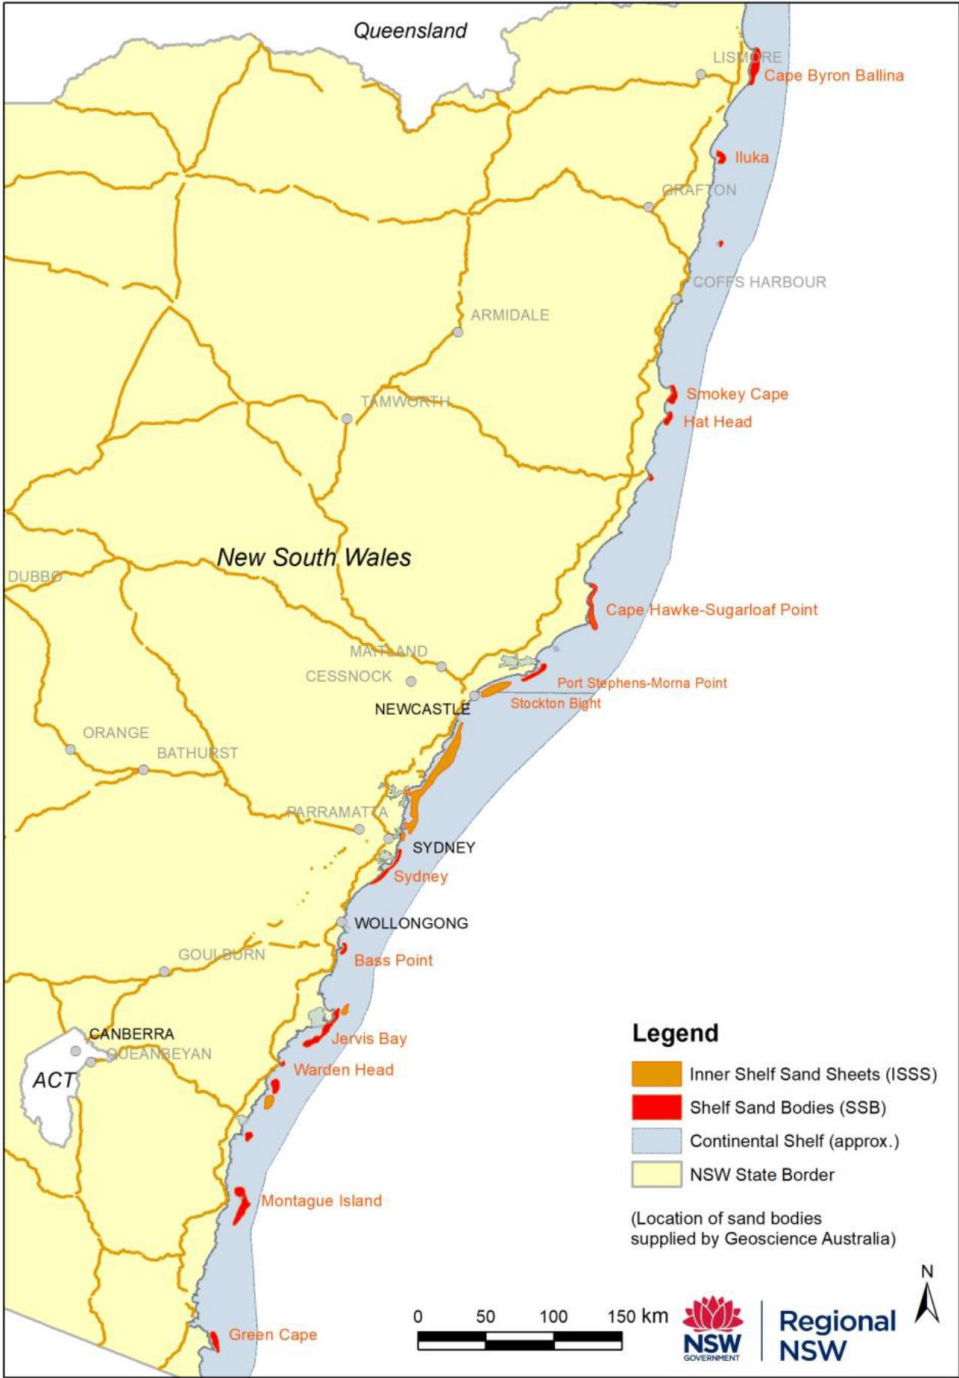 Queensland
LISMORE
Cape Byron Ballina
Iluka
GRAFTON
COFFS HARBOUR
ARMIDALE
Smokey Cape
TAMWORTH
Hat Head
New South Wales
DUBBO
Cape Hawke-Sugarloaf Point
MAITLAND
CESSNOCK
Port Stephens-Morna Point
Stockton Bight
NEWCASTLE
ORANGE
BATHURST
PARRAMATTA
SYDNEY
Sydney
WOLLONGONG
GOULBURN
Bass Point
CANBERRA
Jervis Bay
QUEANBEYAN
Warden Head
ACT
Montague Island
Green Cape
Legend
Inner Shelf Sand Sheets (ISSS)
Shelf Sand Bodies (SSB)
Continental Shelf (approx.)
NSW State Border
(Location of sand bodies
supplied by Geoscience Australia)
N
0 50 100 150 km
NSW
GOVERNMENT
Regional
NSW